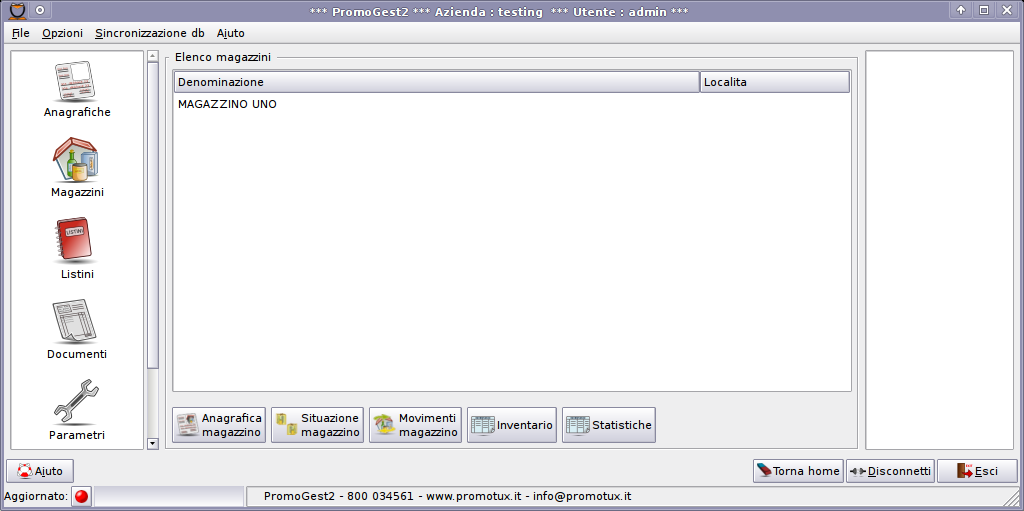 *** PromoGest2 *** Azienda : testing *** Utente : admin ***
File Opzioni Sincronizzazione db Aiuto
Anagrafiche
Magazzini
LISTINI
Listini
Documenti
Parametri
Elenco magazzini
Denominazione Localita
MAGAZZINO UNO
Anagrafica
magazzino
Situazione
magazzino
Movimenti
magazzino
Inventario
Statistiche
Aiuto
Torna home
Disconnetti
Esci
Aggiornato:
PromoGest2 - 800 034561 - www.promotux.it - info@promotux.it